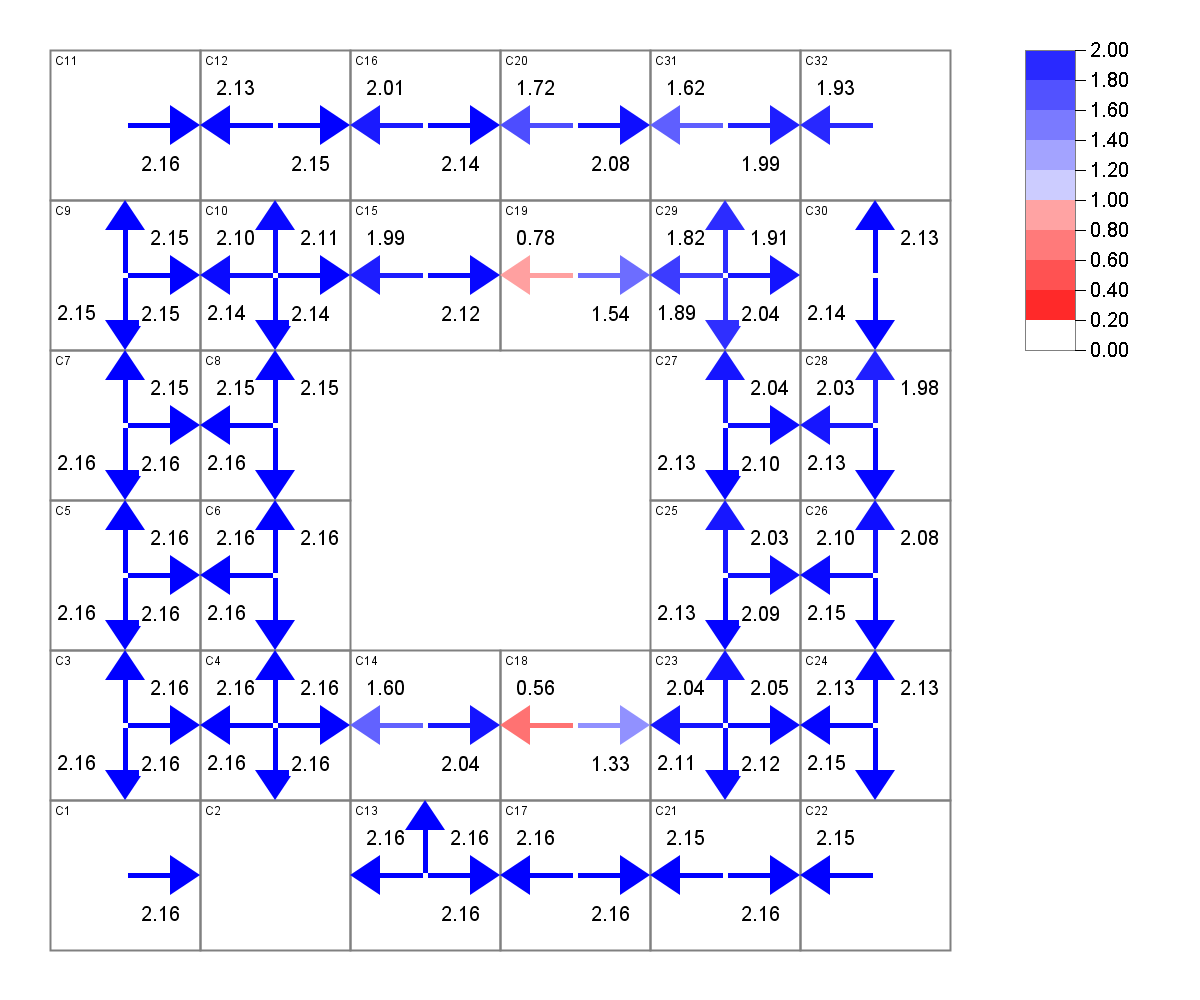 C11 C12 C16 C20 C31 C32 2.00
2.13 2.01 1.72 1.62 1.93 1.80
1.60
2.16 2.15 2.14 2.08 1.99 1.40
1.20
C9 C10 C15 C19 C29 C30 1.00
2.15 2.10 2.11 1.99 0.78 1.82 1.91 2.13 0.80
0.60
0.40
2.15 2.15 2.14 2.14 2.12 1.54 1.89 2.04 2.14 0.20
C7 C8 C27 C28 0.00
2.15 2.15 2.15 2.04 2.03 1.98
2.16 2.16 2.16 2.13 2.10 2.13
C5 C6 C25 C26
2.16 2.16 2.16 2.03 2.10 2.08
2.16 2.16 2.16 2.13 2.09 2.15
C3 C4 C14 C18 C23 C24
2.16 2.16 2.16 1.60 0.56 2.04 2.05 2.13 2.13
2.16 2.16 2.16 2.16 2.04 1.33 2.11 2.12 2.15
C1 C2 C13 C17 C21 C22
2.16 2.16 2.16 2.15 2.15
2.16 2.16 2.16 2.16